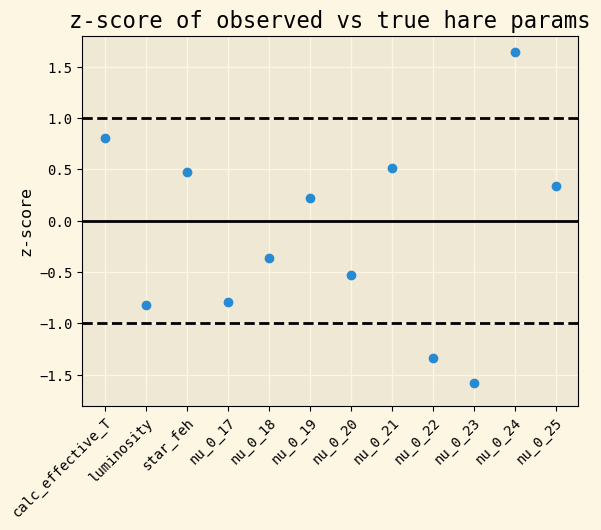 z-score of observed vs true hare params
z-score
1.5
1.0
0.5
0.0
−0.5
−1.0
−1.5
calc_effective_T
luminosity
star_feh
nu_0_17
nu_0_18
nu_0_19
nu_0_20
nu_0_21
nu_0_22
nu_0_23
nu_0_24
nu_0_25